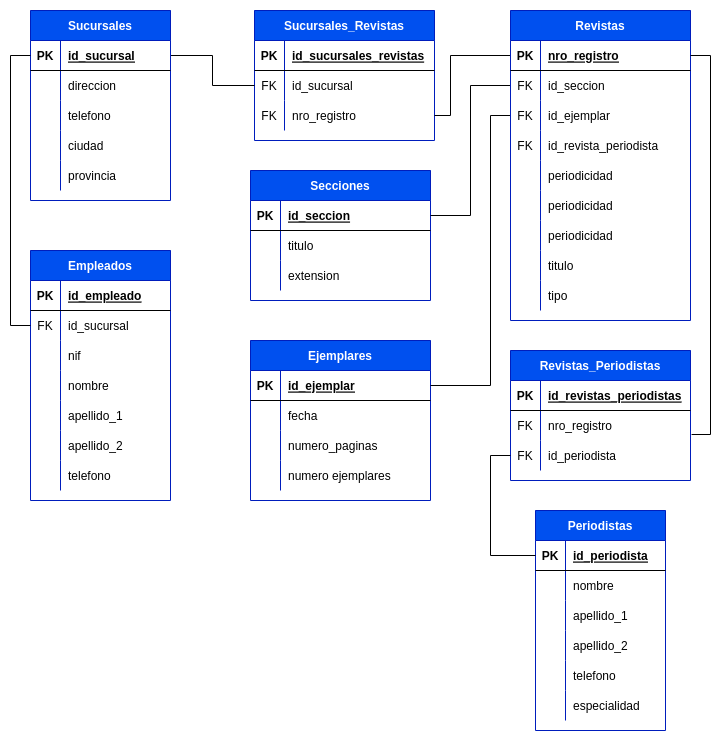 Sucursales
PK id_sucursal
direccion
telefono
ciudad
provincia
Sucursales_Revistas
PK id_sucursales_revistas
FK id_sucursal
FK nro_registro
Revistas
PK nro_registro
FK id_seccion
FK id_ejemplar
FK id_revista_periodista
periodicidad
periodicidad
periodicidad
titulo
tipo
Secciones
PK id_seccion
titulo
extension
Empleados
PK id_empleado
FK id_sucursal
nif
nombre
apellido_1
apellido_2
telefono
Ejemplares
PK id_ejemplar
fecha
numero_paginas
numero ejemplares
Revistas_Periodistas
PK id_revistas_periodistas
FK nro_registro
FK id_periodista
Periodistas
PK id_periodista
nombre
apellido_1
apellido_2
telefono
especialidad